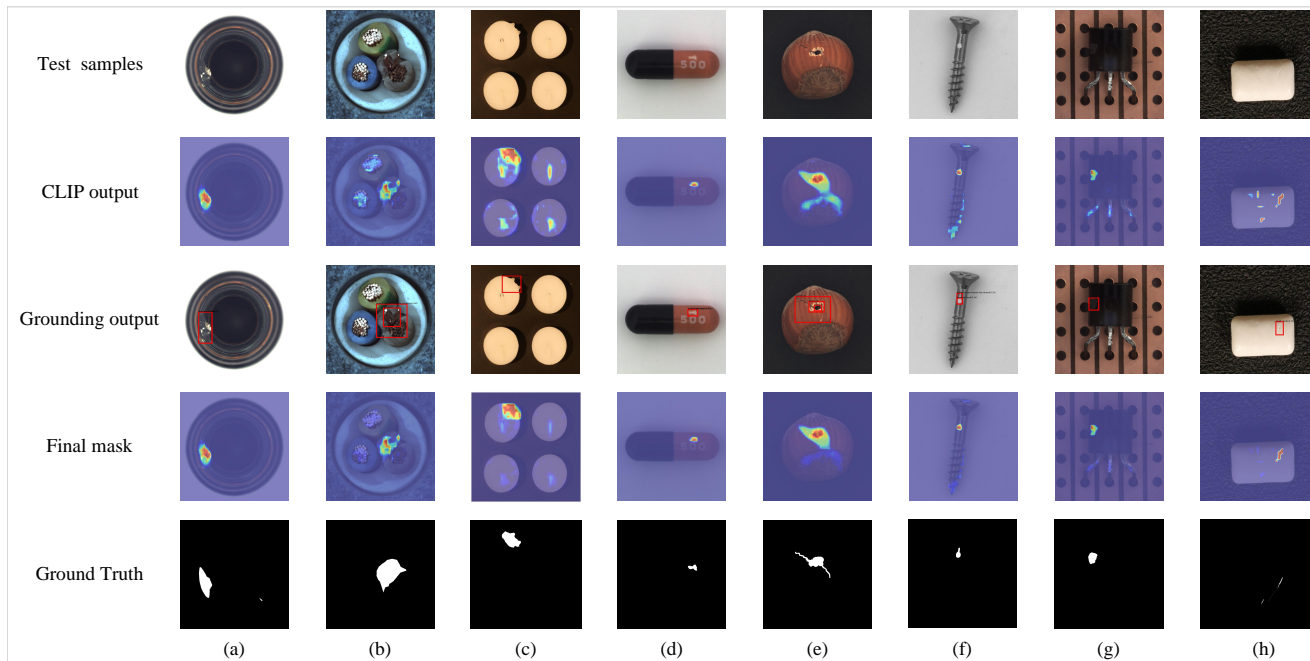 Test samples
500
CLIP output
Grounding output
500
Final mask
Ground Truth
(a) (b) (c) (d) (e) (f) (g) (h)